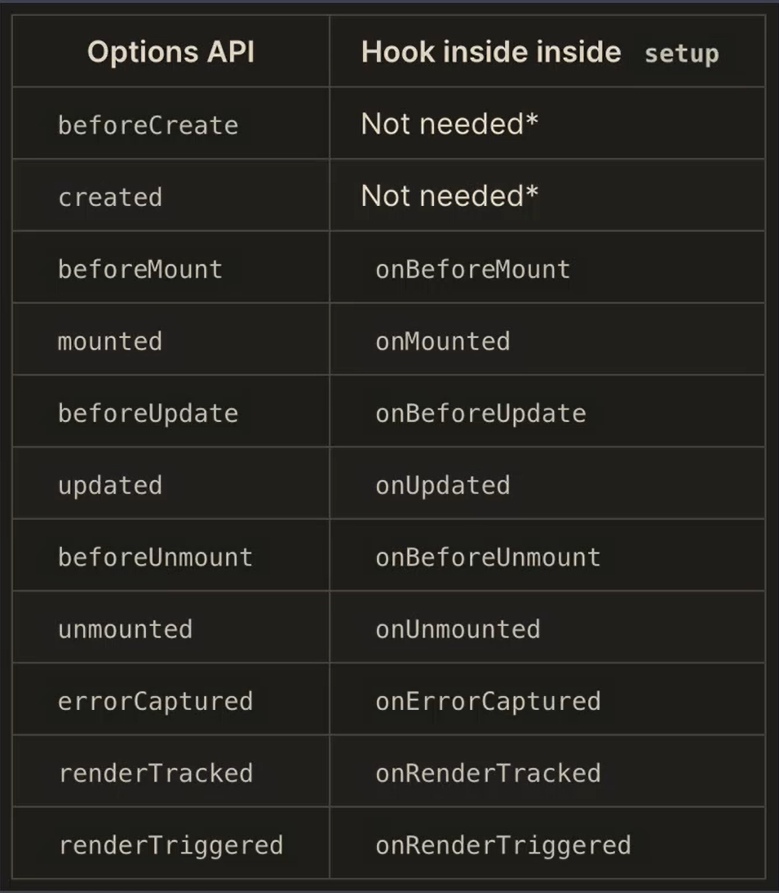 Options API Hook inside inside setup
beforeCreate Not needed*
created Not needed*
beforeMount onBeforeMount
mounted onMounted
beforeUpdate onBeforeUpdate
updated onUpdated
beforeUnmount onBeforeUnmount
unmounted onUnmounted
errorCaptured onErrorCaptured
renderTracked onRenderTracked
renderTriggered onRenderTriggered